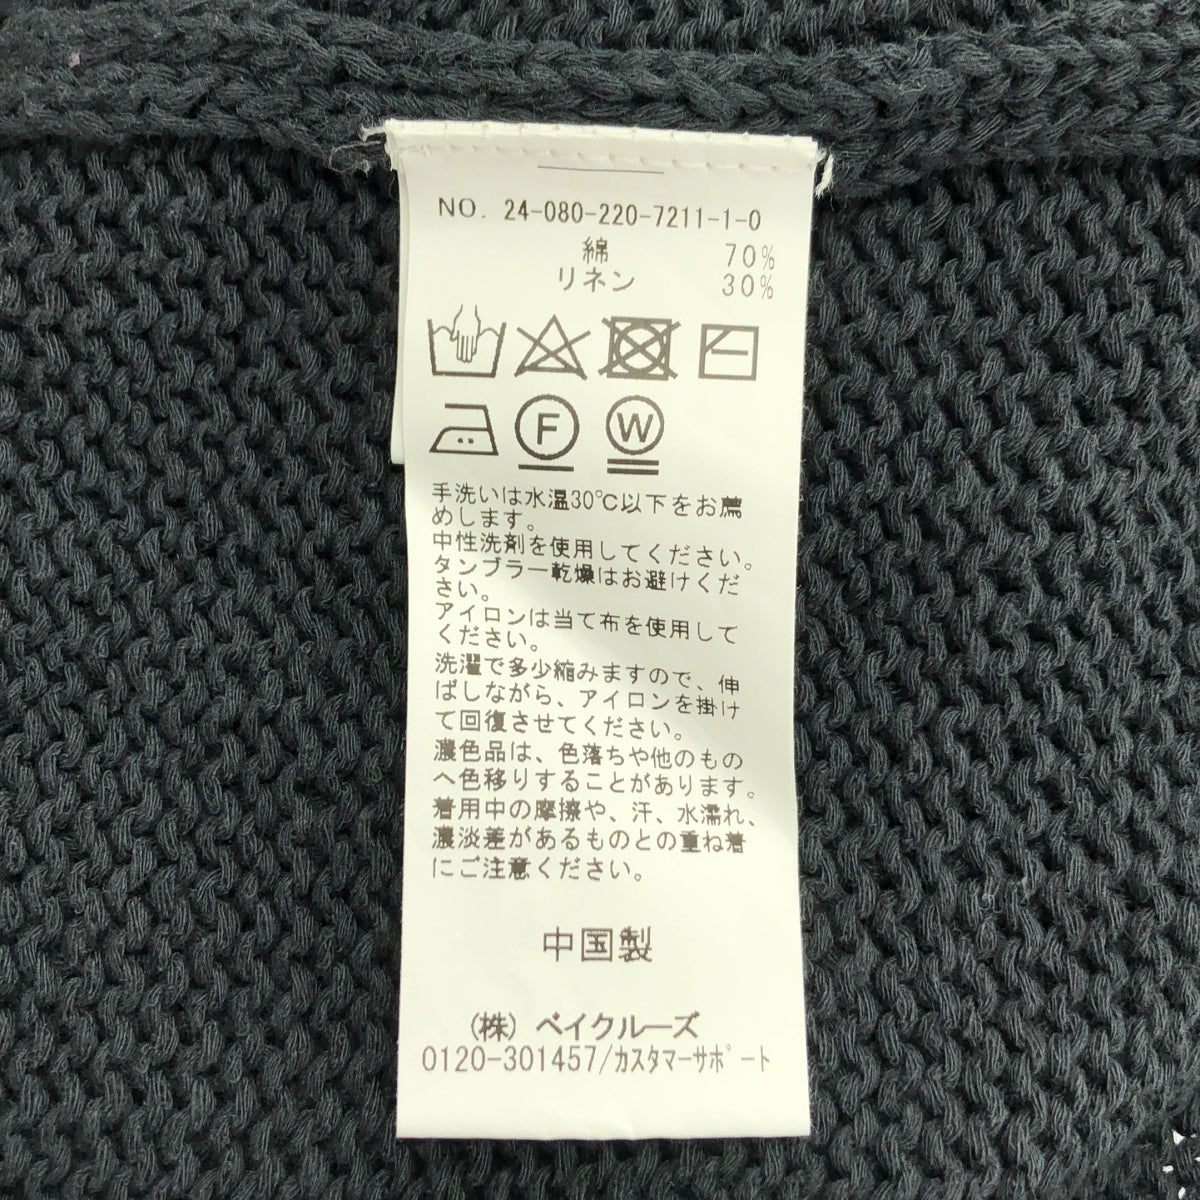 NO. 24-080-220-7211-1-0
綿 70%
リネン 30%
F W
手洗いは水温30℃以下をお薦
めします。
中性洗剤を使用してください。
タンブラー乾燥はお避けくだ
さい。
アイロンは当て布を使用して
ください。
洗濯で多少縮みますので、伸
ばしながら、アイロンを掛け
て回復させてください。
濃色品は、色落ちや他のもの
へ色移りすることがあります。
着用中の摩擦や、汗、水濡れ、
濃淡差があるものとの重ね着
にご注意ください。
中国製
(株) ベイクルーズ
0120-301457/カスタマーサポート